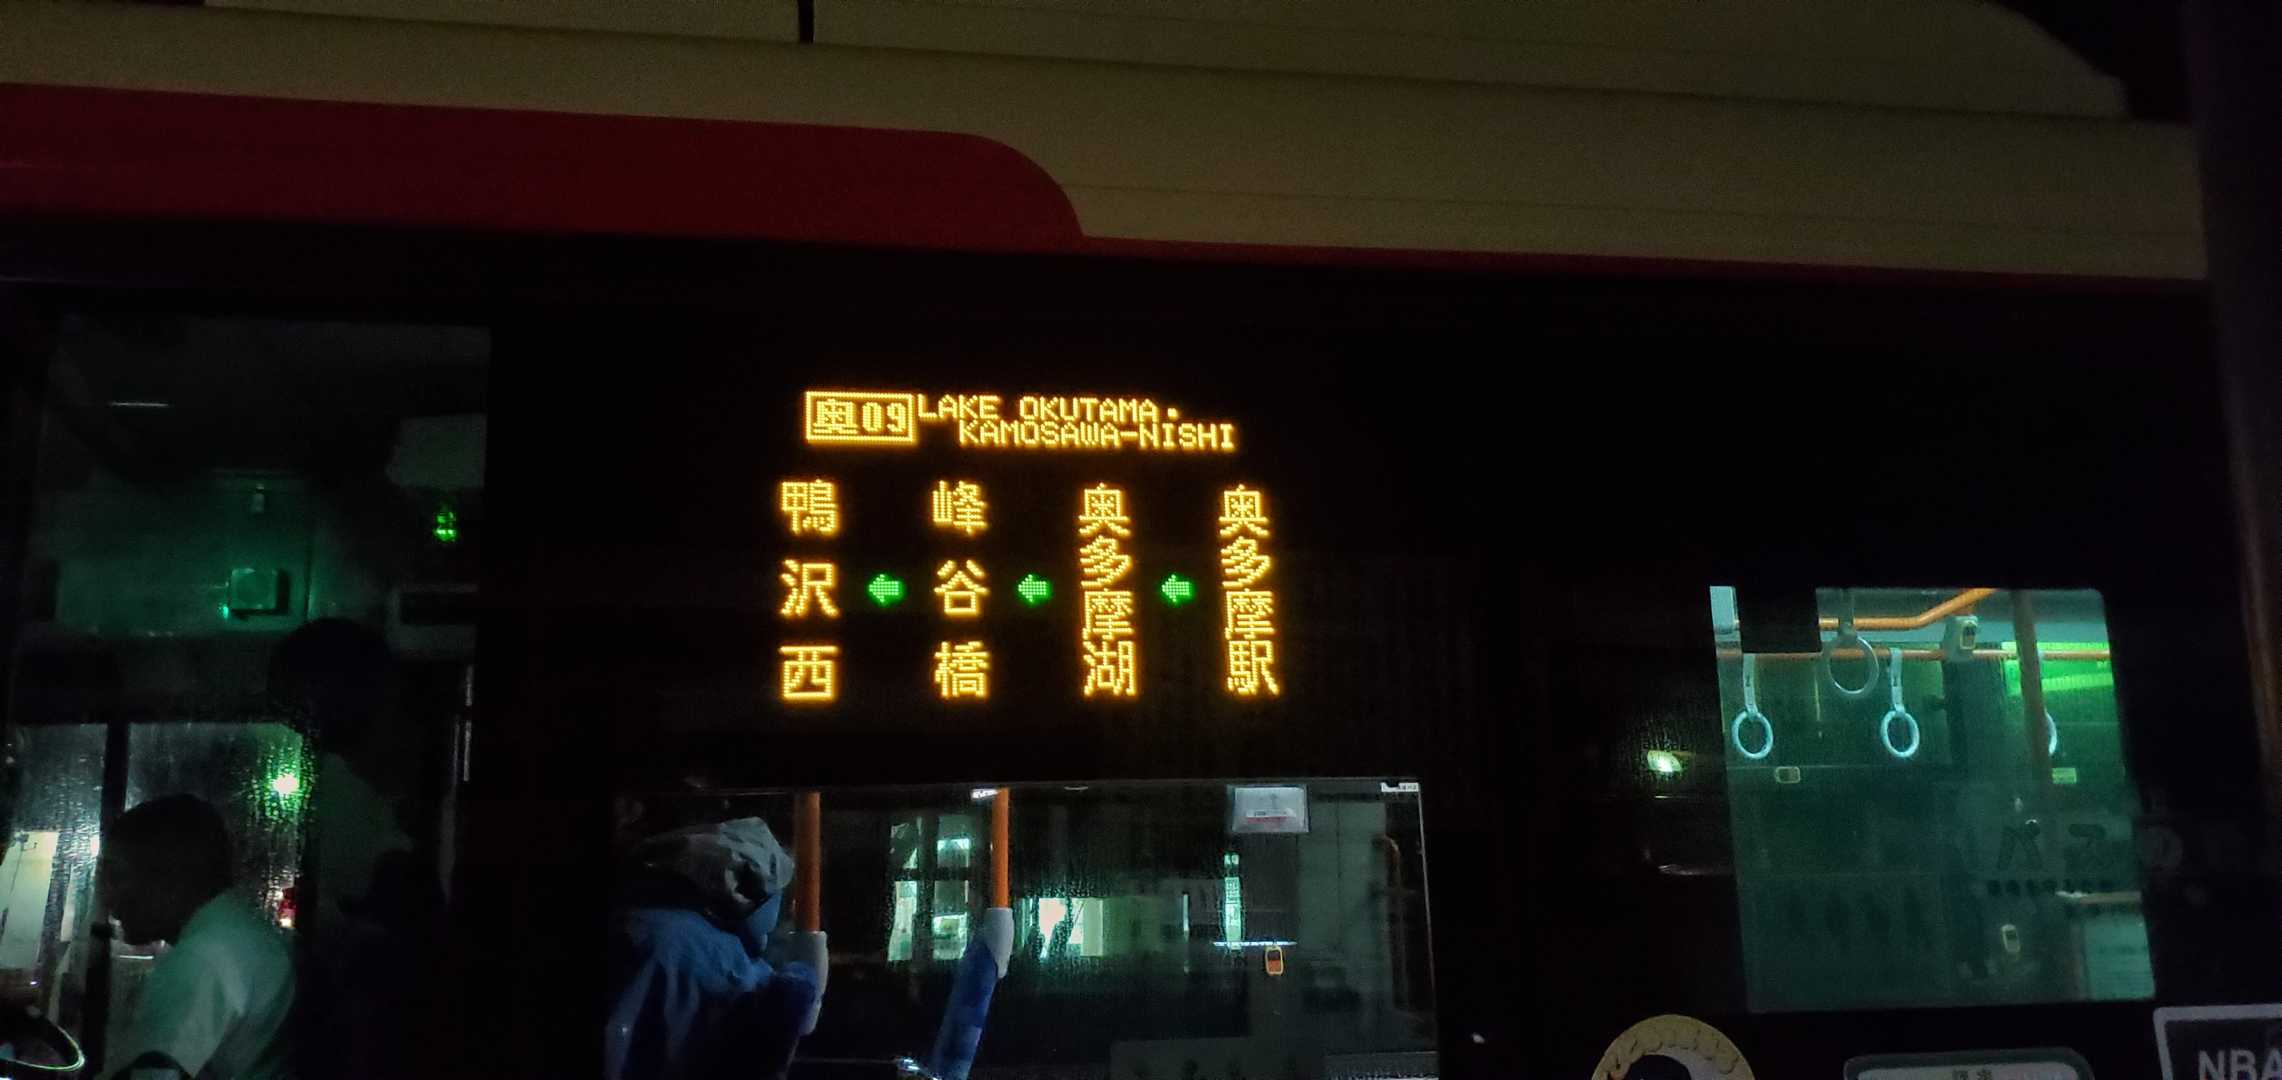 奥09 LAKE OKUTAMA・
KAMOSAWA-NISHI
奥多摩駅
←
奥多摩湖
←
峰谷橋
←
鴨沢西
NBA